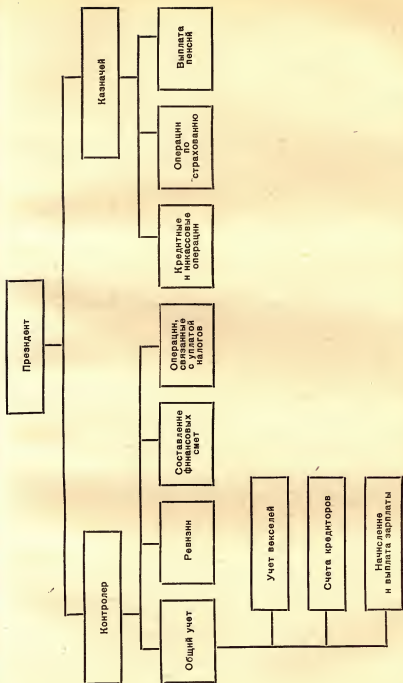 Президент
Контролер
Казначей
Общий учет
Ревизии
Составление
финансовых
смет
Операции,
связанные
с уплатой
налогов
Кредитные
и инкассовые
операции
Операции
по
страхованию
Выплата
пенсий
Учет векселей
Счета кредиторов
Начисление
и выплата зарплаты